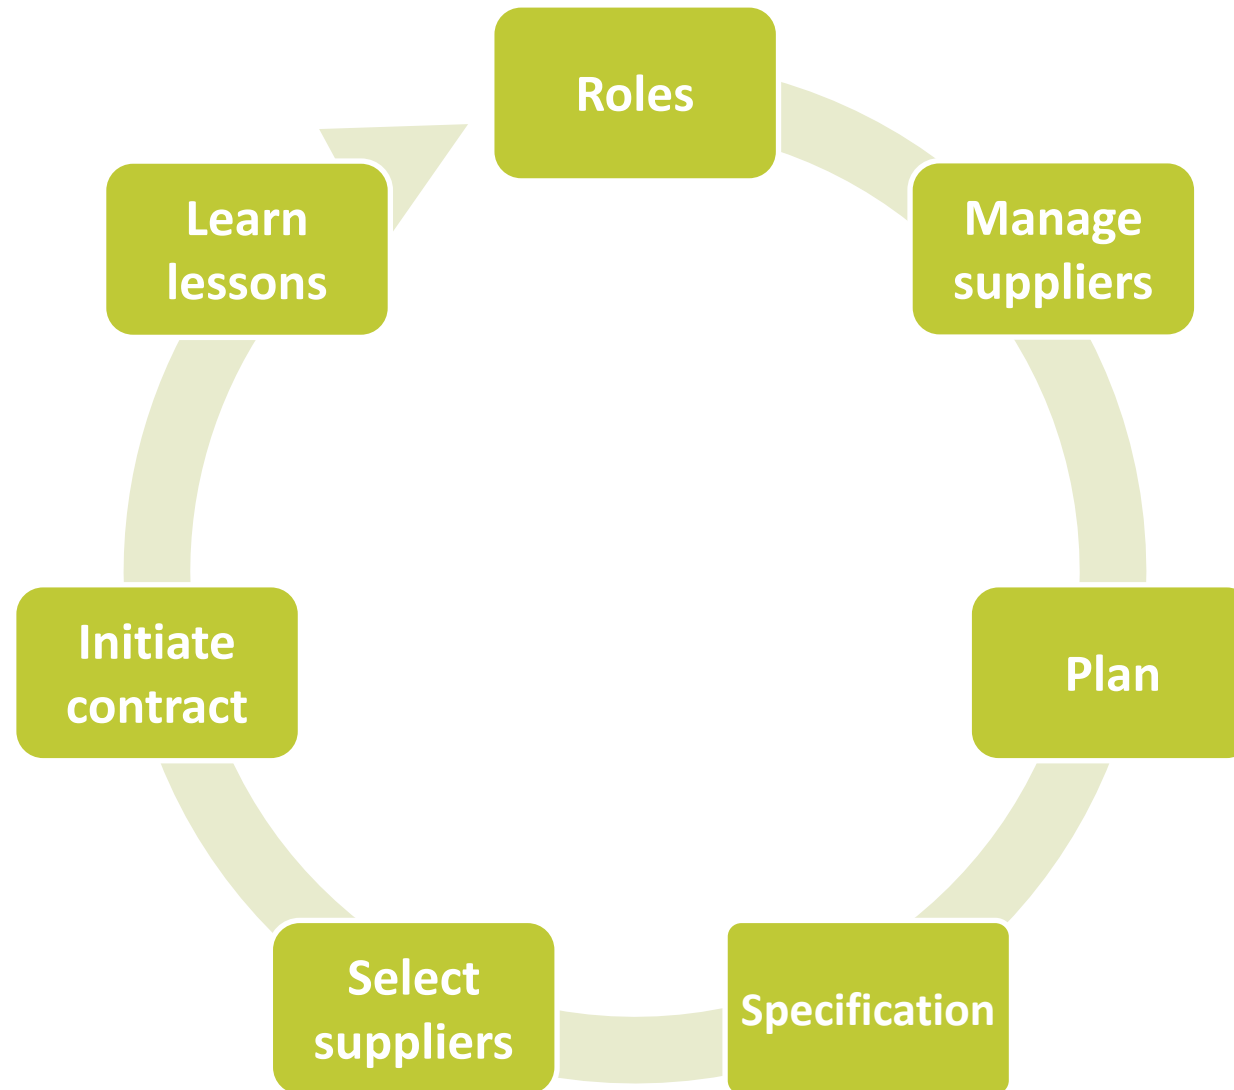 Roles
Manage
suppliers
Plan
Specification
Select
suppliers
Initiate
contract
Learn
lessons